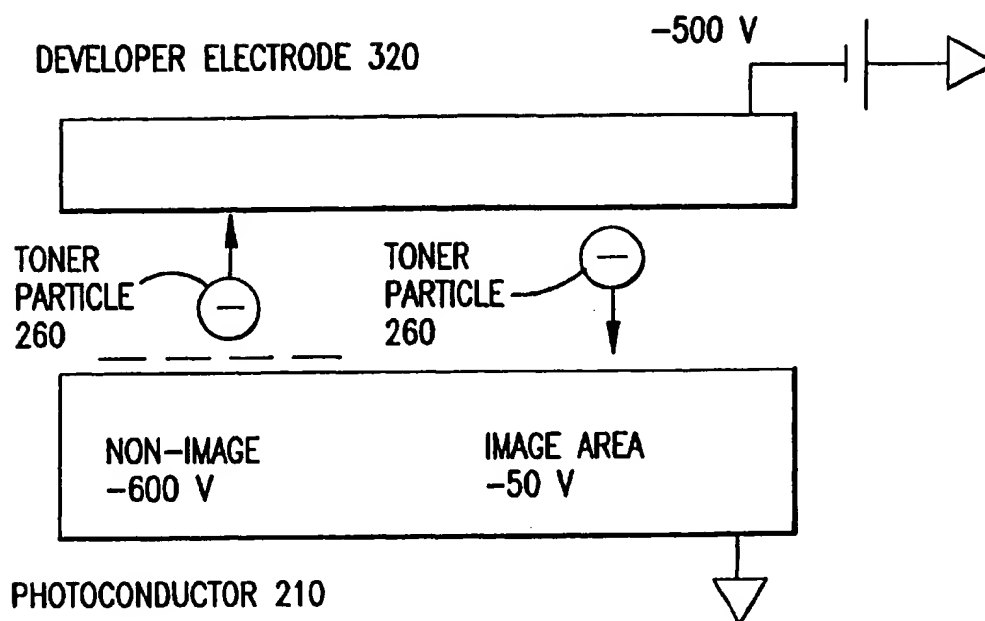 DEVELOPER ELECTRODE 320
-500 V
TONER
PARTICLE
260
−
TONER
PARTICLE
260
−
NON-IMAGE
-600 V
IMAGE AREA
-50 V
PHOTOCONDUCTOR 210